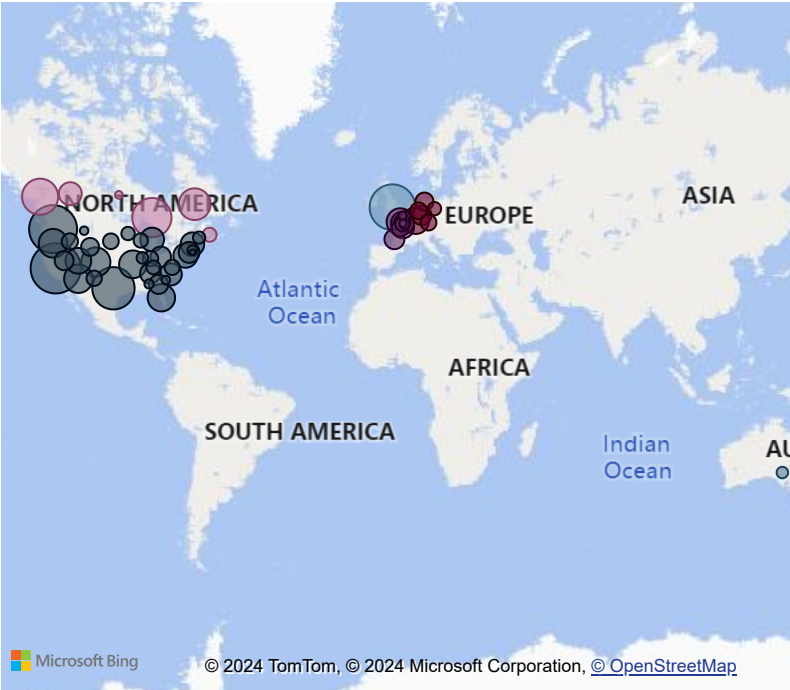 NORTH AMERICA
ASIA
EUROPE
Atlantic
Ocean
AFRICA
SOUTH AMERICA
Indian
Ocean
AU
Microsoft Bing
© 2024 TomTom, © 2024 Microsoft Corporation, © OpenStreetMap